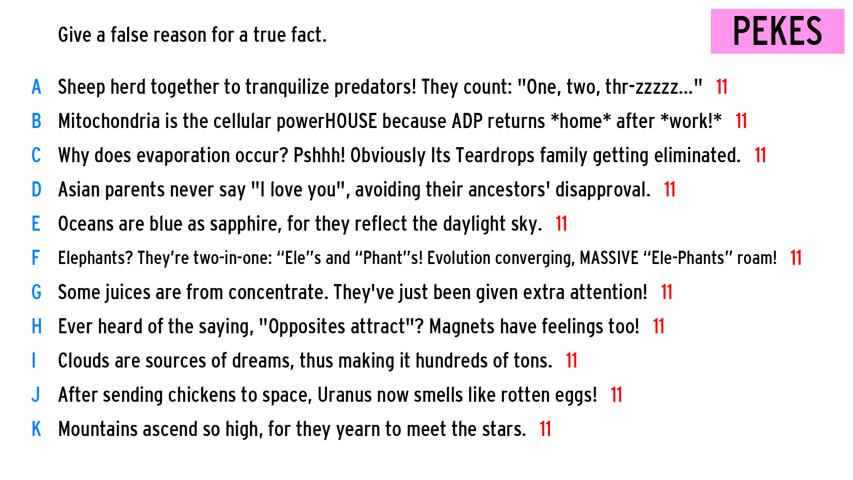 Give a false reason for a true fact.
PEKES
A Sheep herd together to tranquilize predators! They count: "One, two, thr-zzzzz..." 11
B Mitochondria is the cellular powerHOUSE because ADP returns *home* after *work!* 11
C Why does evaporation occur? Pshhh! Obviously Its Teardrops family getting eliminated. 11
D Asian parents never say "I love you", avoiding their ancestors' disapproval. 11
E Oceans are blue as sapphire, for they reflect the daylight sky. 11
F Elephants? They’re two-in-one: “Ele”s and “Phant”s! Evolution converging, MASSIVE “Ele-Phants” roam! 11
G Some juices are from concentrate. They've just been given extra attention! 11
H Ever heard of the saying, "Opposites attract"? Magnets have feelings too! 11
I Clouds are sources of dreams, thus making it hundreds of tons. 11
J After sending chickens to space, Uranus now smells like rotten eggs! 11
K Mountains ascend so high, for they yearn to meet the stars. 11